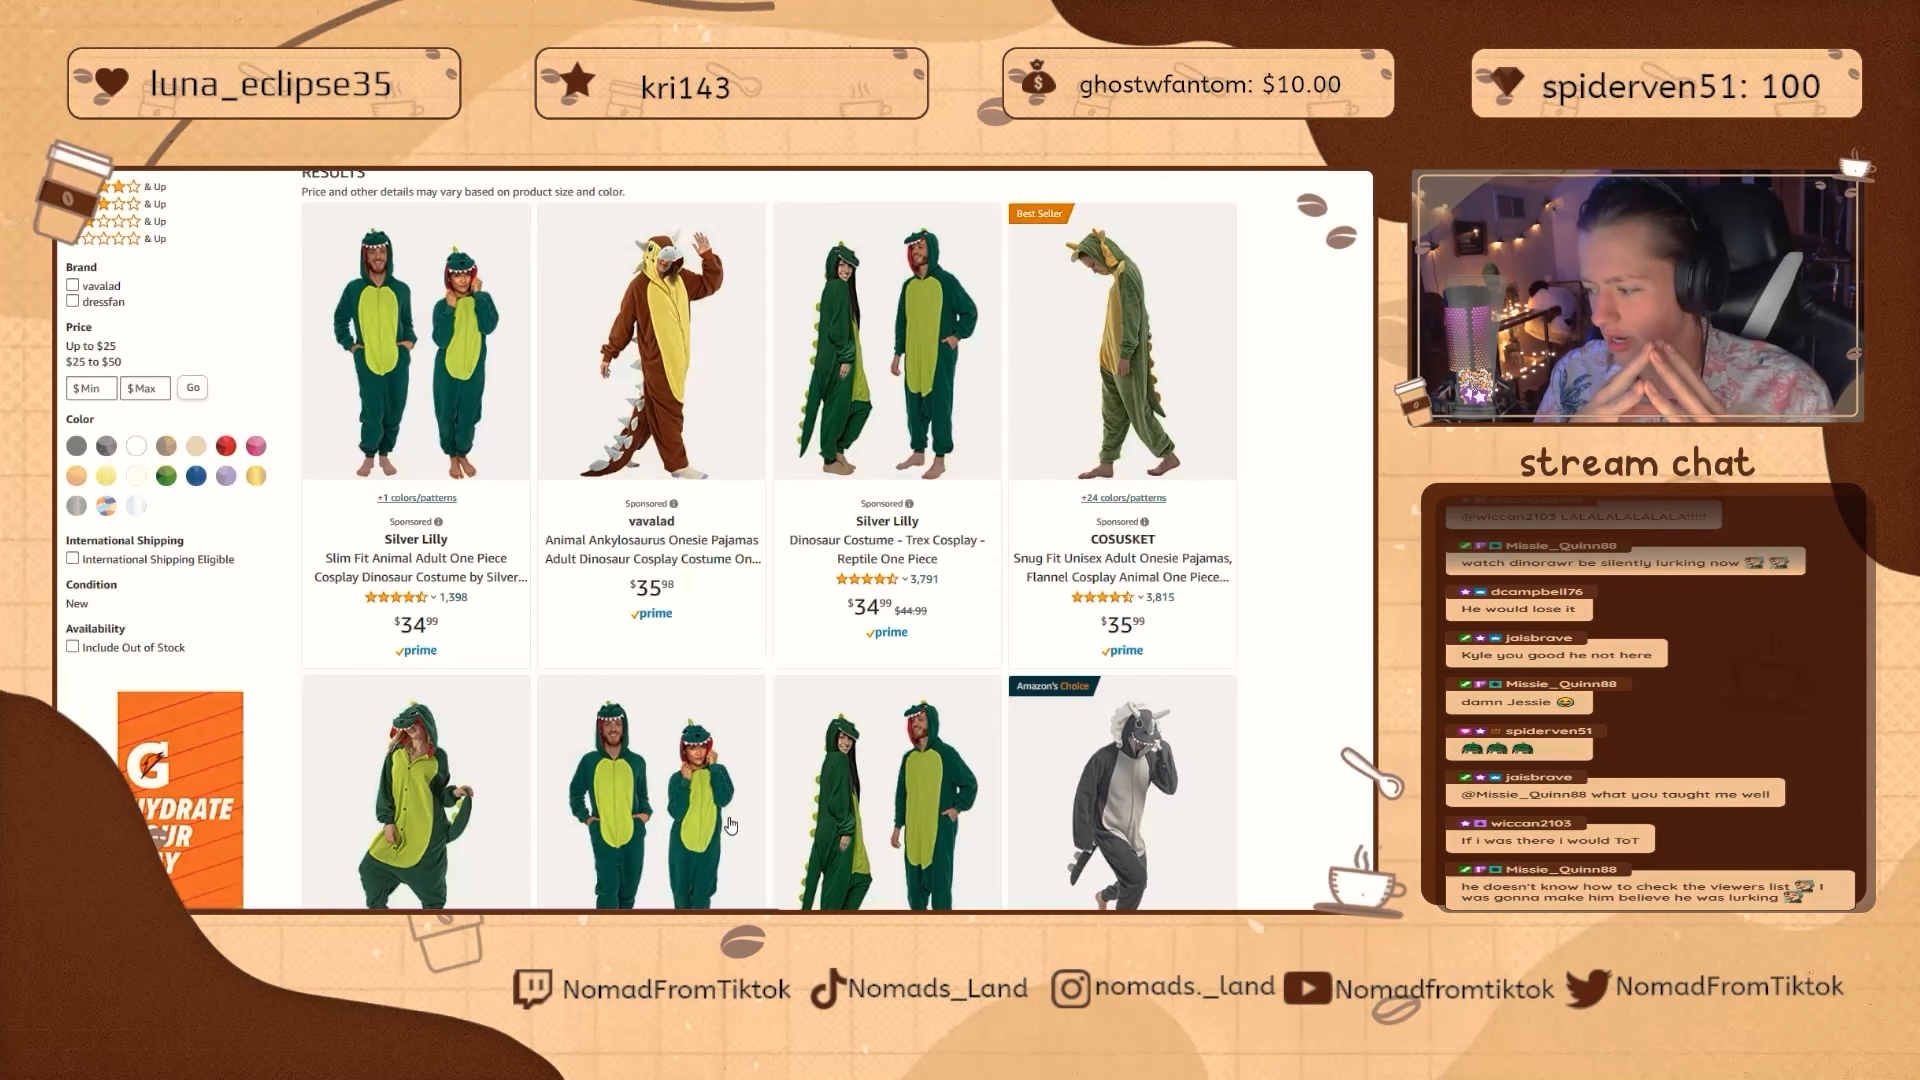 luna_eclipse35
kri143
ghostwfantom: $10.00
spiderven51: 100
& Up
& Up
& Up
& Up
Brand
vavalad
dressfan
Price
Up to $25
$25 to $50
$ Min
$ Max
Go
Color
International Shipping
International Shipping Eligible
Condition
New
Availability
Include Out of Stock
G
HYDRATE
RESULTS
Price and other details may vary based on product size and color.
+1 colors/patterns
Sponsored
Silver Lilly
Slim Fit Animal Adult One Piece
Cosplay Dinosaur Costume by Silver...
1,398
$34.99
prime
Sponsored
vavalad
Animal Ankylosaurus Onesie Pajamas
Adult Dinosaur Cosplay Costume On...
$35.98
prime
Sponsored
Silver Lilly
Dinosaur Costume - Trex Cosplay -
Reptile One Piece
3,791
$34.99 $44.99
prime
Best Seller
+24 colors/patterns
Sponsored
COSUSKET
Snug Fit Unisex Adult Onesie Pajamas,
Flannel Cosplay Animal One Piece...
3,815
$35.99
prime
Amazon's Choice
stream chat
@wiccan2103 LALALALALALALA!!!!!
Missie_Quinn88
watch dinorawr be silently lurking now
dcampbell76
He would lose it
jaisbrave
Kyle you good he not here
Missie_Quinn88
damn Jessie
spiderven51
jaisbrave
@Missie_Quinn88 what you taught me well
wiccan2103
If i was there i would ToT
Missie_Quinn88
he doesn't know how to check the viewers list I
was gonna make him believe he was lurking
NomadFromTiktok
Nomads_Land
nomads._land
Nomadfromtiktok
NomadFromTiktok